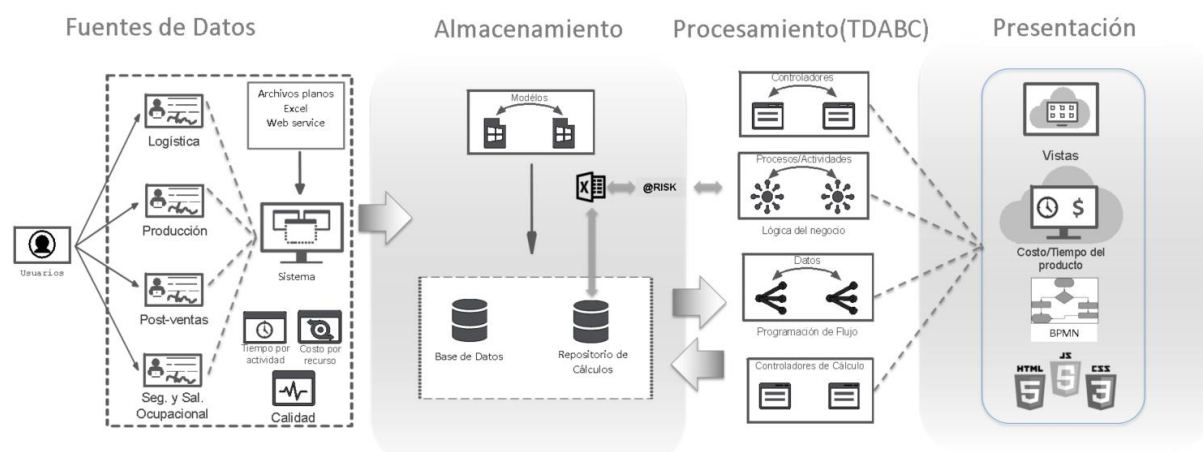 Fuentes de Datos
Almacenamiento
Procesamiento(TDABC)
Presentación
Usuarios
Logística
Producción
Post-ventas
Seg. y Sal.
Ocupacional
Archivos planos
Excel
Web service
Sistema
Tiempo por
actividad
Costo por
recurso
Calidad
Modélos
@RISK
Base de Datos
Repositorio de
Cálculos
Controladores
Procesos/Actividades
Lógica del negocio
Datos
Programación de Flujo
Controladores de Cálculo
Vistas
$
Costo/Tiempo del
producto
BPMN
HTML
5
JS
5
CSS
3